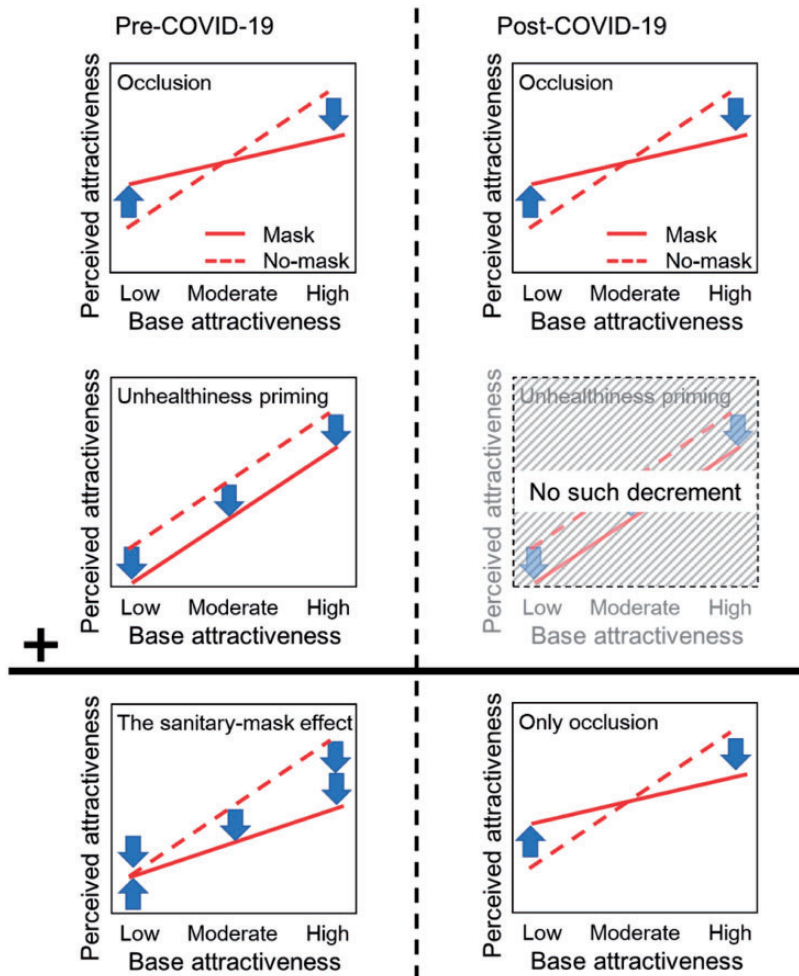 Pre-COVID-19
Post-COVID-19
Perceived attractiveness
Occlusion
Mask
No-mask
Low Moderate High
Base attractiveness
Perceived attractiveness
Occlusion
Mask
No-mask
Low Moderate High
Base attractiveness
Perceived attractiveness
Unhealthiness priming
Low Moderate High
Base attractiveness
Perceived attractiveness
Unhealthiness priming
No such decrement
Low Moderate High
Base attractiveness
+
Perceived attractiveness
The sanitary-mask effect
Low Moderate High
Base attractiveness
Perceived attractiveness
Only occlusion
Low Moderate High
Base attractiveness